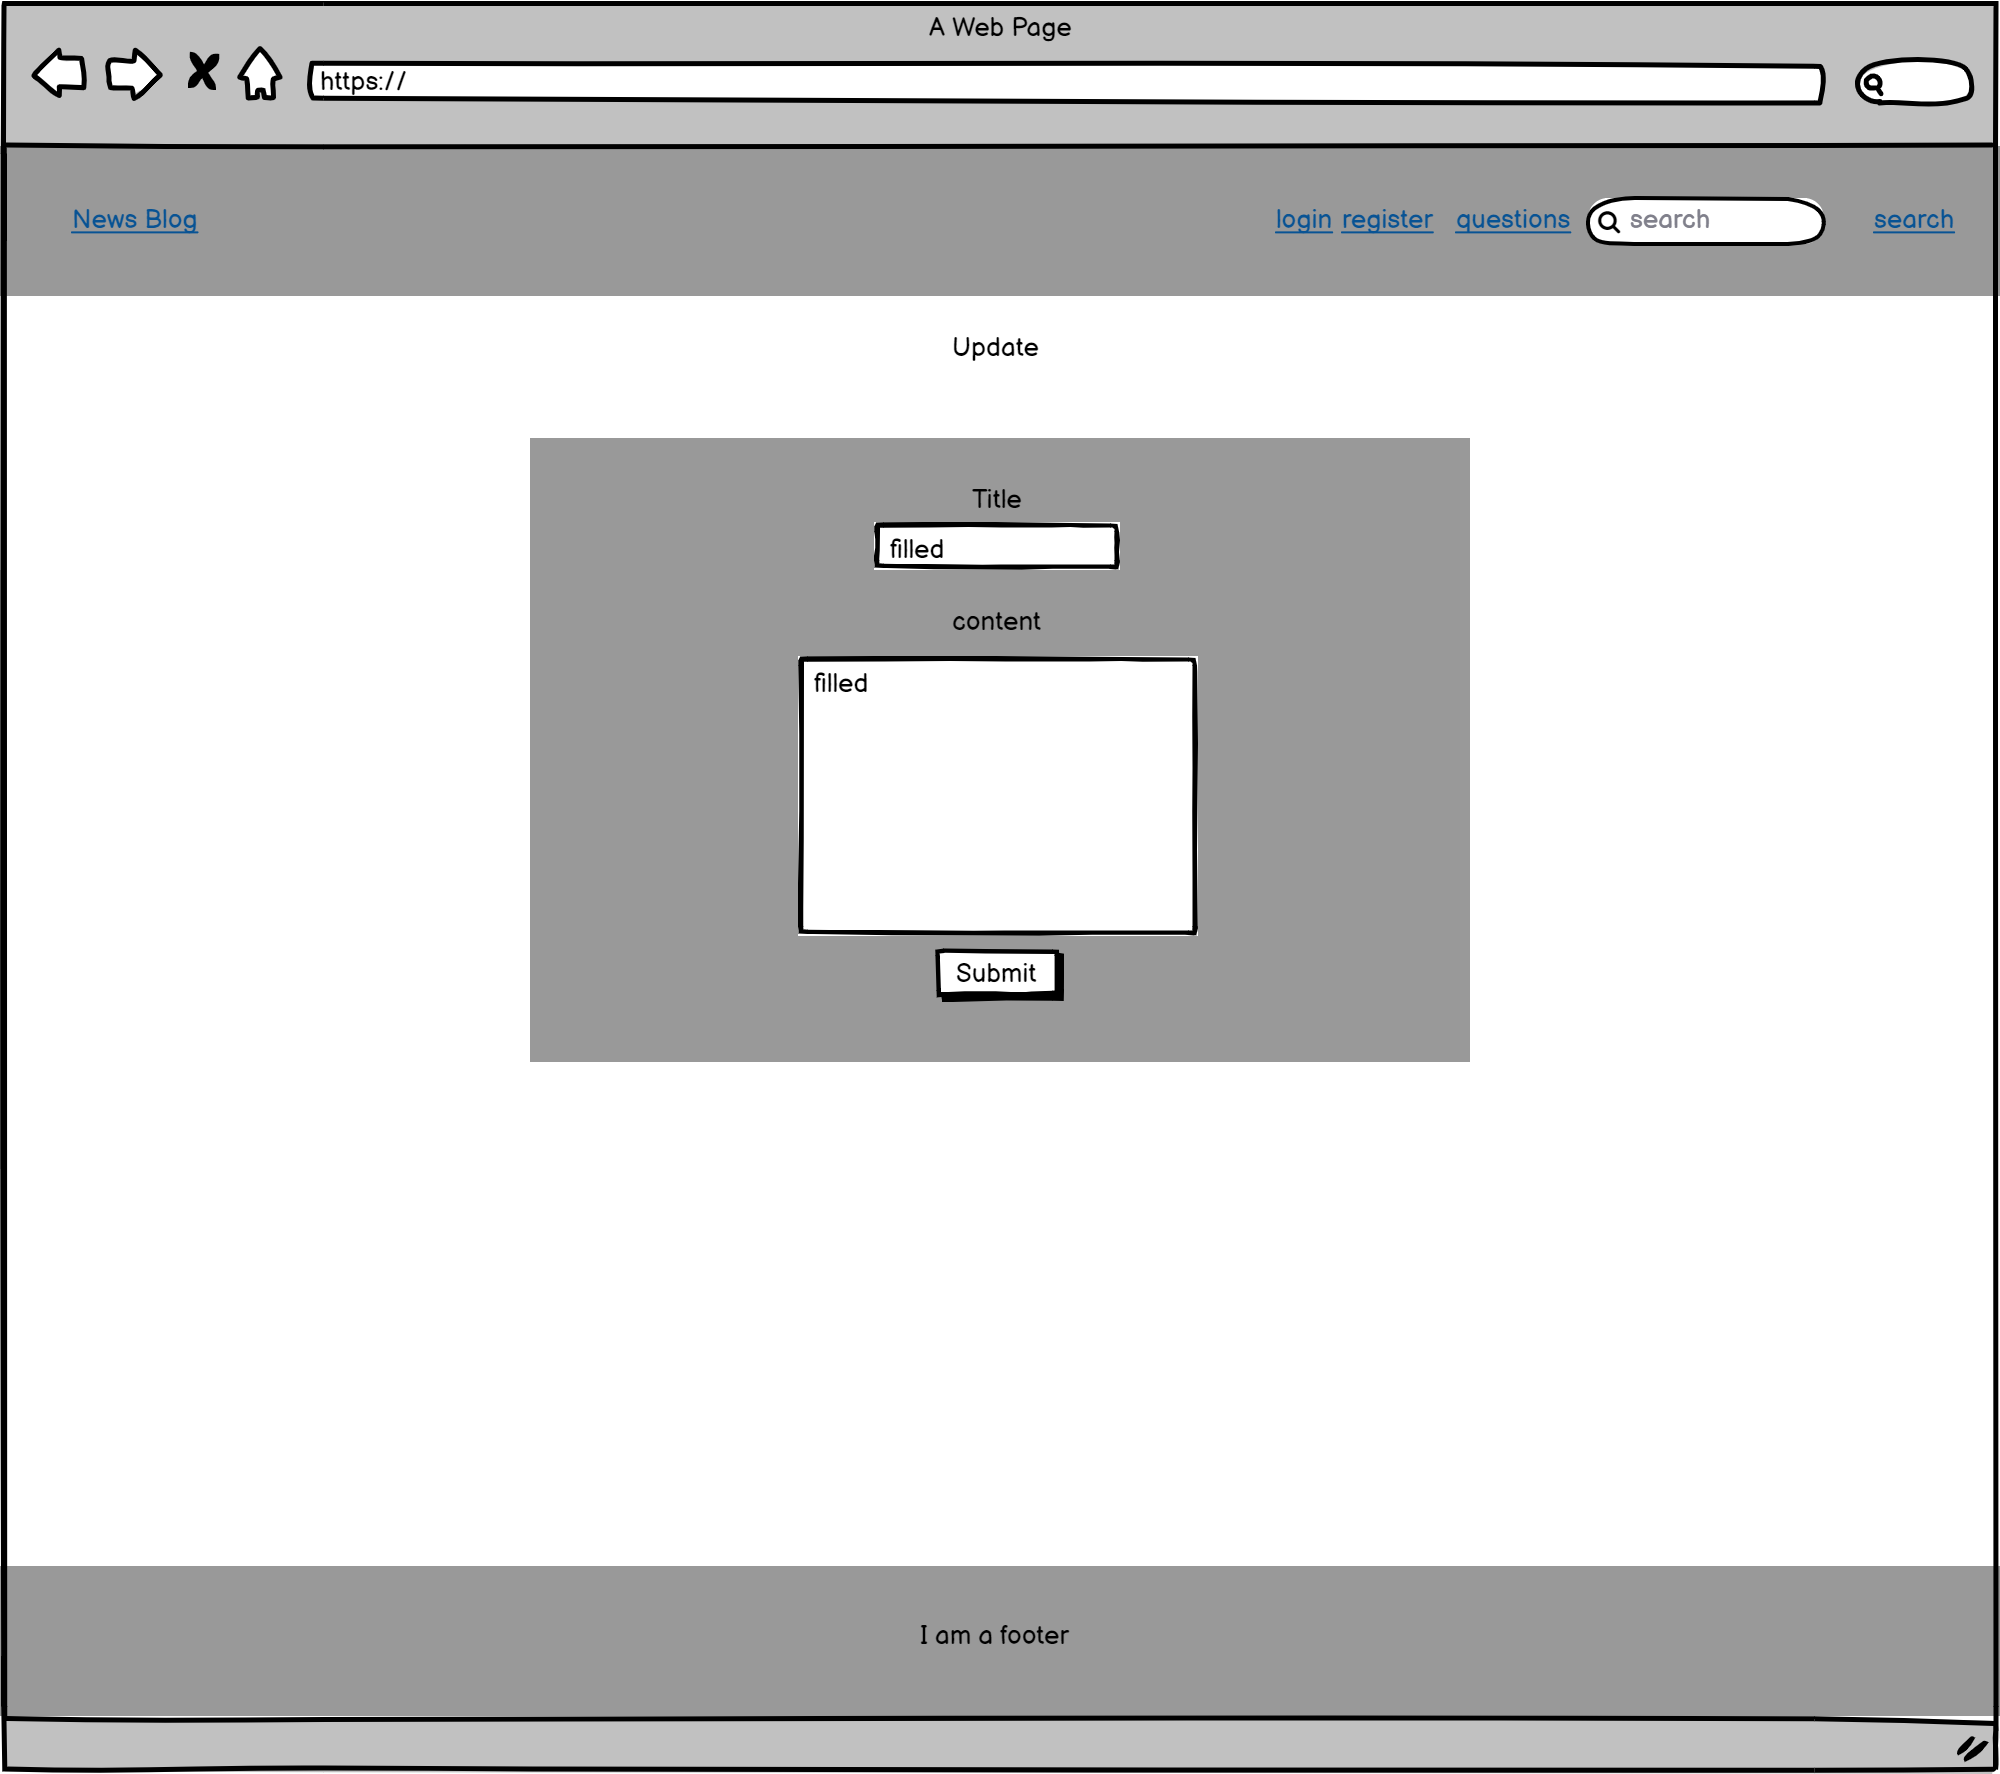 A Web Page
https://
News Blog login register questions search search
Update
Title
filled
content
filled
Submit
I am a footer